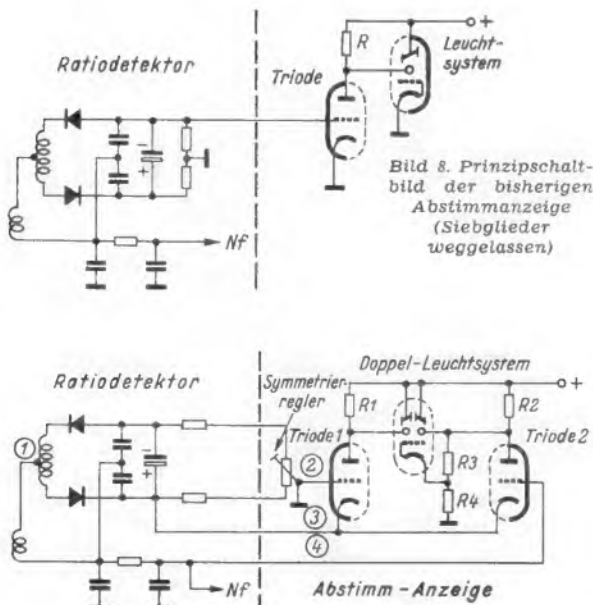 Ratiodetektor
Triode
R
+
Leucht-
system
-
+
Nf
Bild 8. Prinzipschalt-
bild der bisherigen
Abstimmanzeige
(Siebglieder
weggelassen)
Ratiodetektor
Symmetrier-
regler
Doppel-Leuchtsystem
+
R1
R2
Triode 1
Triode 2
1
-
+
2
R3
3
R4
4
Nf
Abstimm-Anzeige